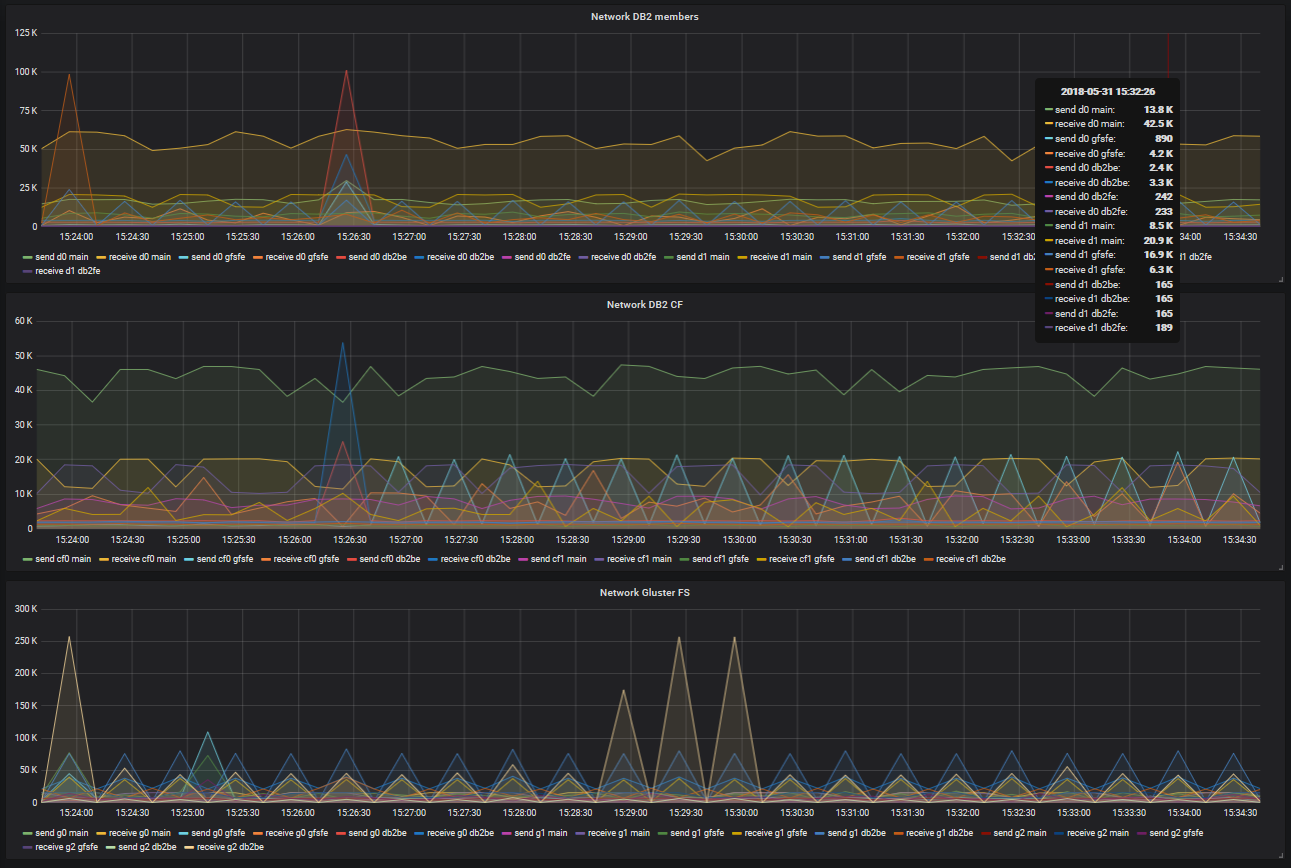 Network DB2 members
125 K
100 K
75 K
50 K
25 K
0
15:24:00 15:24:30 15:25:00 15:25:30 15:26:00 15:26:30 15:27:00 15:27:30 15:28:00 15:28:30 15:29:00 15:29:30 15:30:00 15:30:30 15:31:00 15:31:30 15:32:00 15:32:30 34:00 15:34:30
send d0 main receive d0 main send d0 gfsfe receive d0 gfsfe send d0 db2be receive d0 db2be send d0 db2fe receive d0 db2fe send d1 main receive d1 main send d1 gfsfe receive d1 gfsfe send d1 db2 d1 db2fe
receive d1 db2fe
2018-05-31 15:32:26
send d0 main: 13.8 K
receive d0 main: 42.5 K
send d0 gfsfe: 890
receive d0 gfsfe: 4.2 K
send d0 db2be: 2.4 K
receive d0 db2be: 3.3 K
send d0 db2fe: 242
receive d0 db2fe: 233
send d1 main: 8.5 K
receive d1 main: 20.9 K
send d1 gfsfe: 16.9 K
receive d1 gfsfe: 6.3 K
send d1 db2be: 165
receive d1 db2be: 165
send d1 db2fe: 165
receive d1 db2fe: 189
Network DB2 CF
60 K
50 K
40 K
30 K
20 K
10 K
0
15:24:00 15:24:30 15:25:00 15:25:30 15:26:00 15:26:30 15:27:00 15:27:30 15:28:00 15:28:30 15:29:00 15:29:30 15:30:00 15:30:30 15:31:00 15:31:30 15:32:00 15:32:30 15:33:00 15:33:30 15:34:00 15:34:30
send cf0 main receive cf0 main send cf0 gfsfe receive cf0 gfsfe send cf0 db2be receive cf0 db2be send cf1 main receive cf1 main send cf1 gfsfe receive cf1 gfsfe send cf1 db2be receive cf1 db2be
Network Gluster FS
300 K
250 K
200 K
150 K
100 K
50 K
0
15:24:00 15:24:30 15:25:00 15:25:30 15:26:00 15:26:30 15:27:00 15:27:30 15:28:00 15:28:30 15:29:00 15:29:30 15:30:00 15:30:30 15:31:00 15:31:30 15:32:00 15:32:30 15:33:00 15:33:30 15:34:00 15:34:30
send g0 main receive g0 main send g0 gfsfe receive g0 gfsfe send g0 db2be receive g0 db2be send g1 main receive g1 main send g1 gfsfe receive g1 gfsfe send g1 db2be receive g1 db2be send g2 main receive g2 main send g2 gfsfe
receive g2 gfsfe send g2 db2be receive g2 db2be